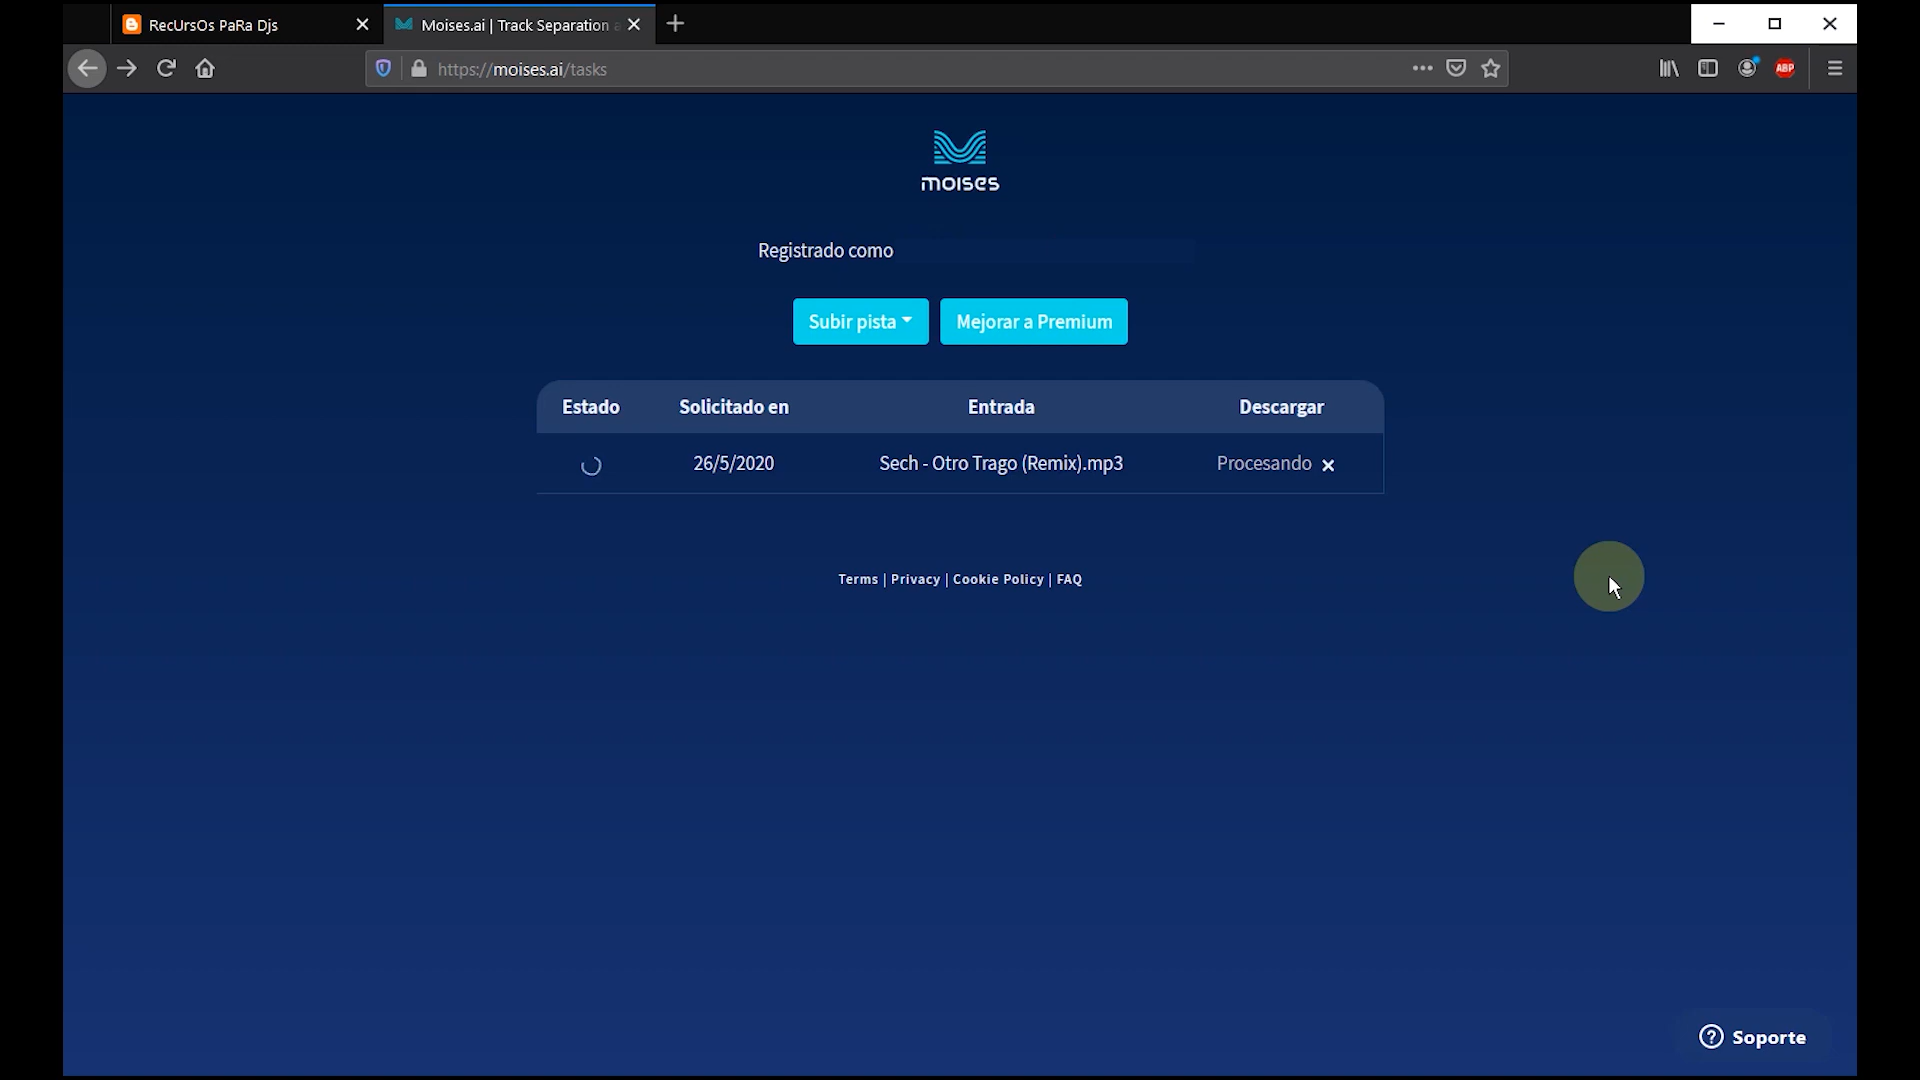 RecUrsOs PaRa Djs
Moises.ai | Track Separation
https://moises.ai/tasks
ABP
moises
Registrado como
Subir pista
Mejorar a Premium
Estado Solicitado en Entrada Descargar
26/5/2020 Sech - Otro Trago (Remix).mp3 Procesando
Terms | Privacy | Cookie Policy | FAQ
Soporte